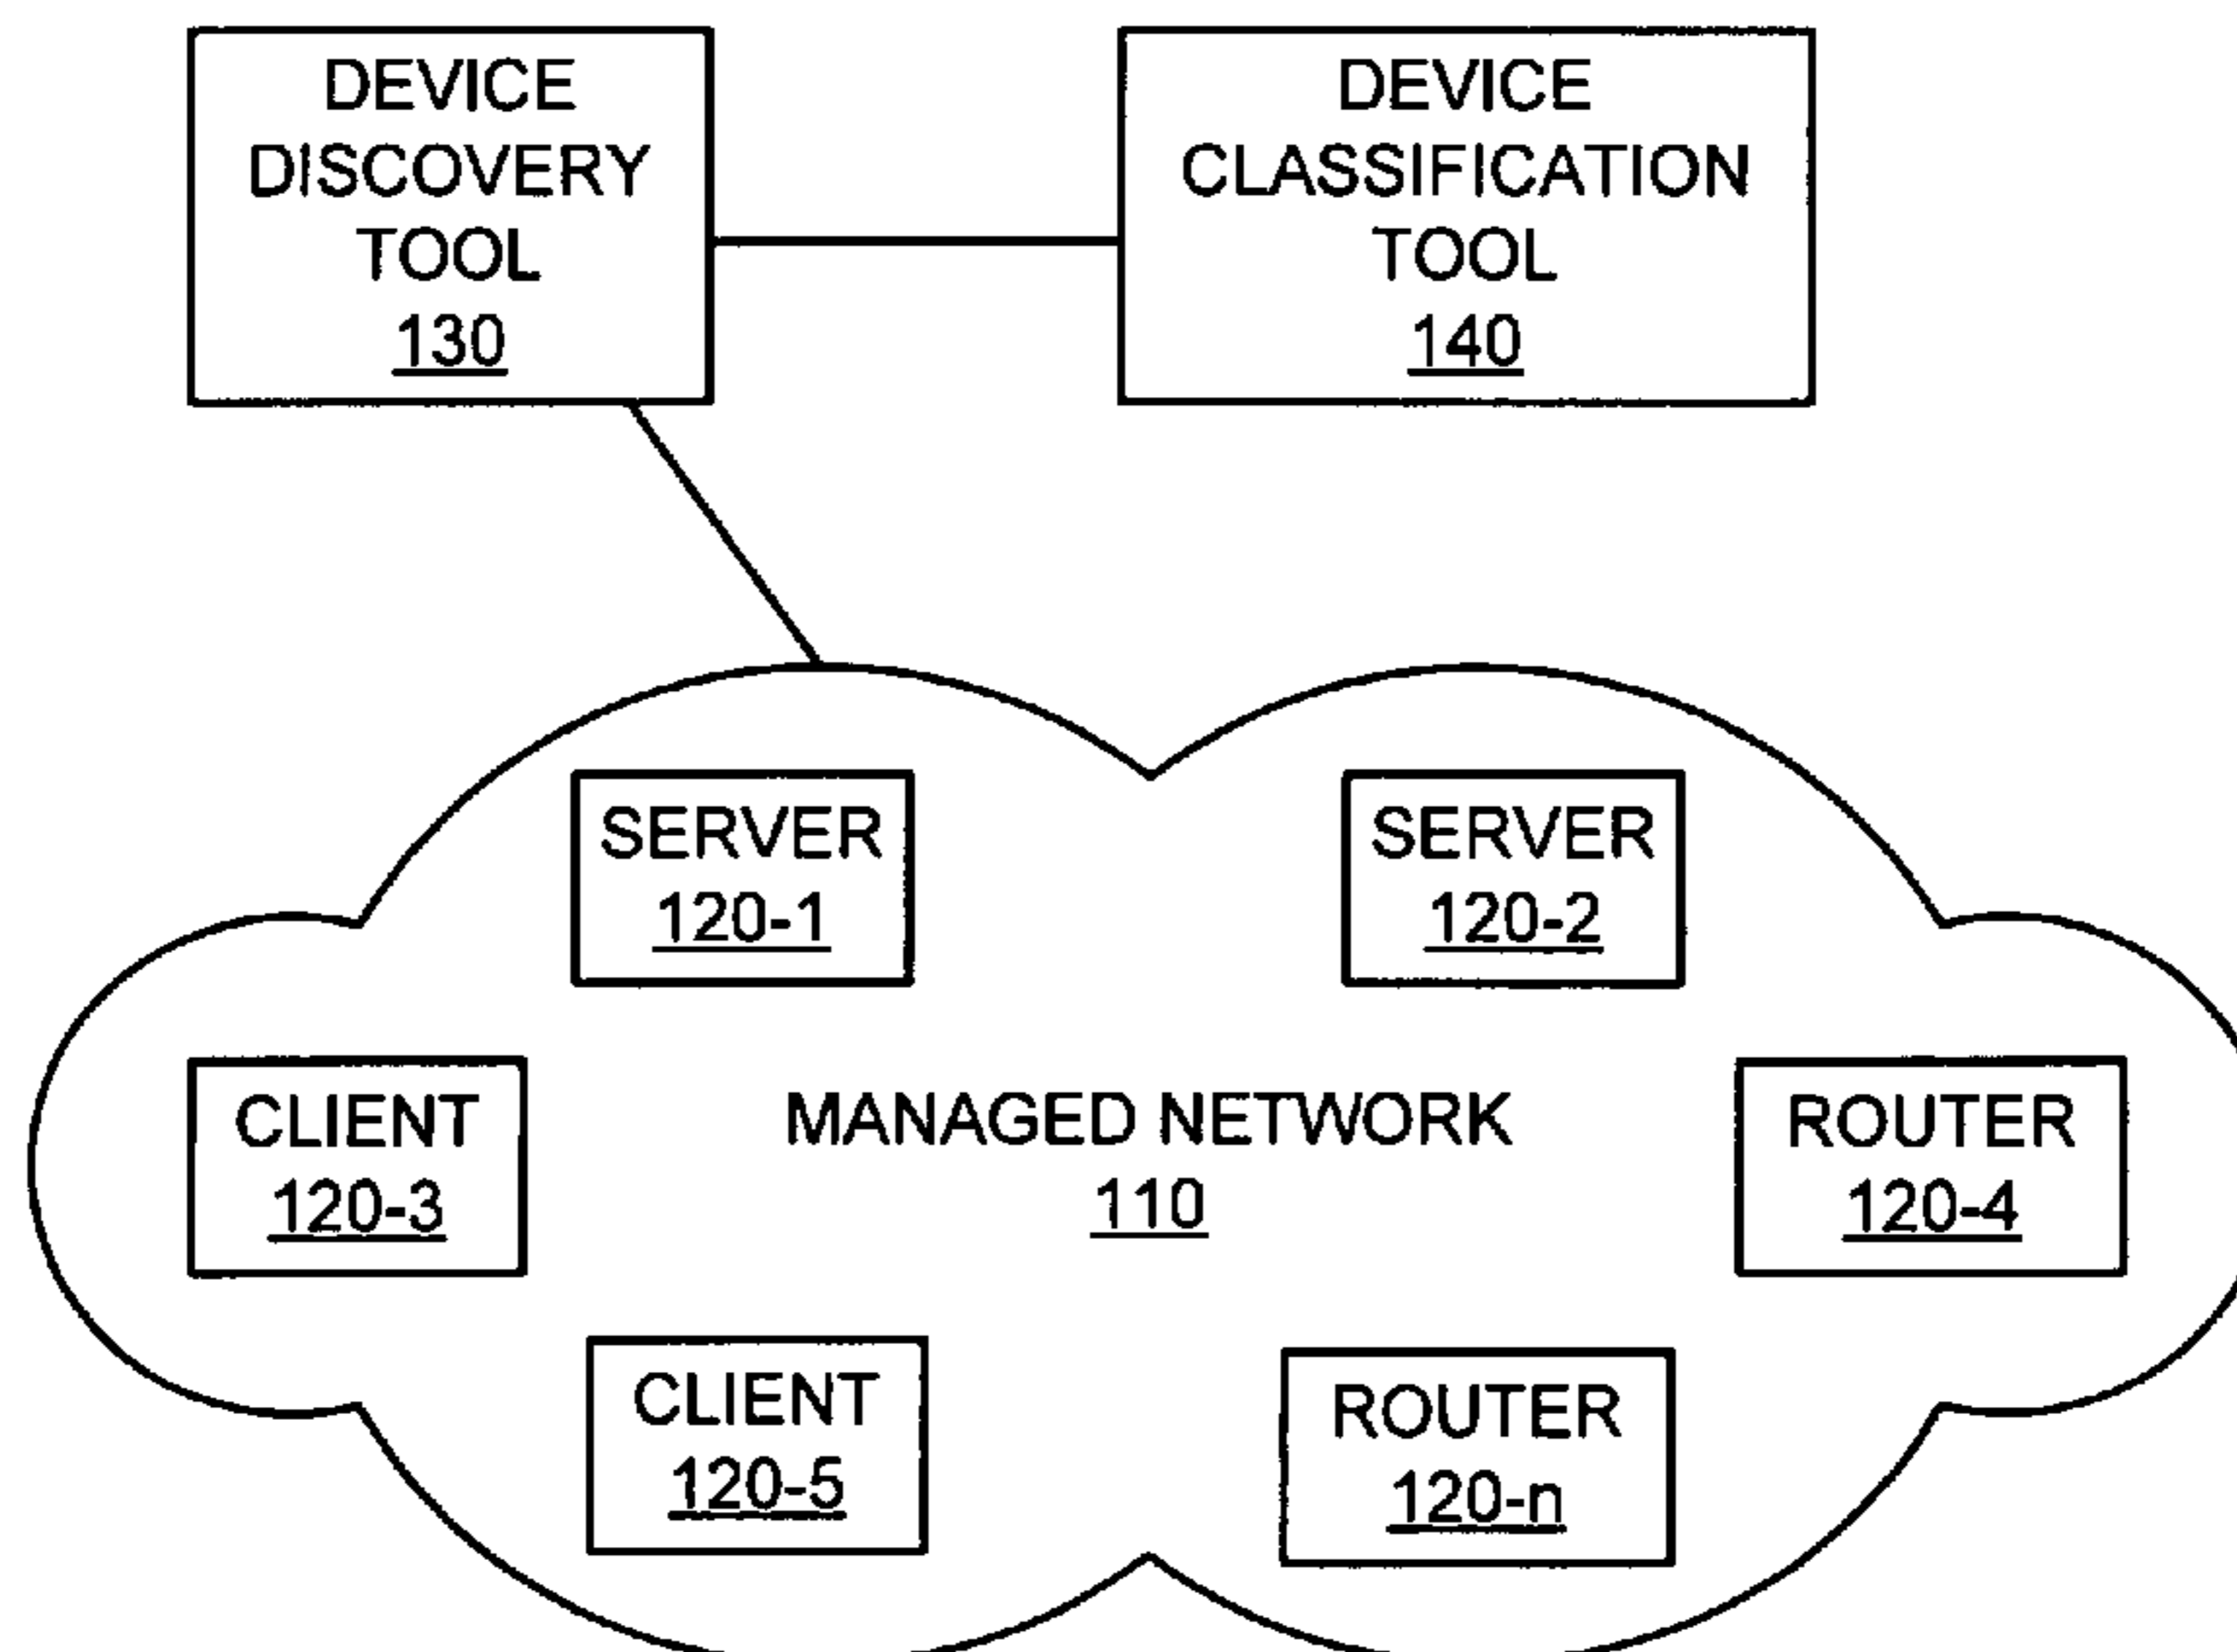 DEVICE
DISCOVERY
TOOL
130
DEVICE
CLASSIFICATION
TOOL
140
SERVER
120-1
SERVER
120-2
CLIENT
120-3
MANAGED NETWORK
110
ROUTER
120-4
CLIENT
120-5
ROUTER
120-n